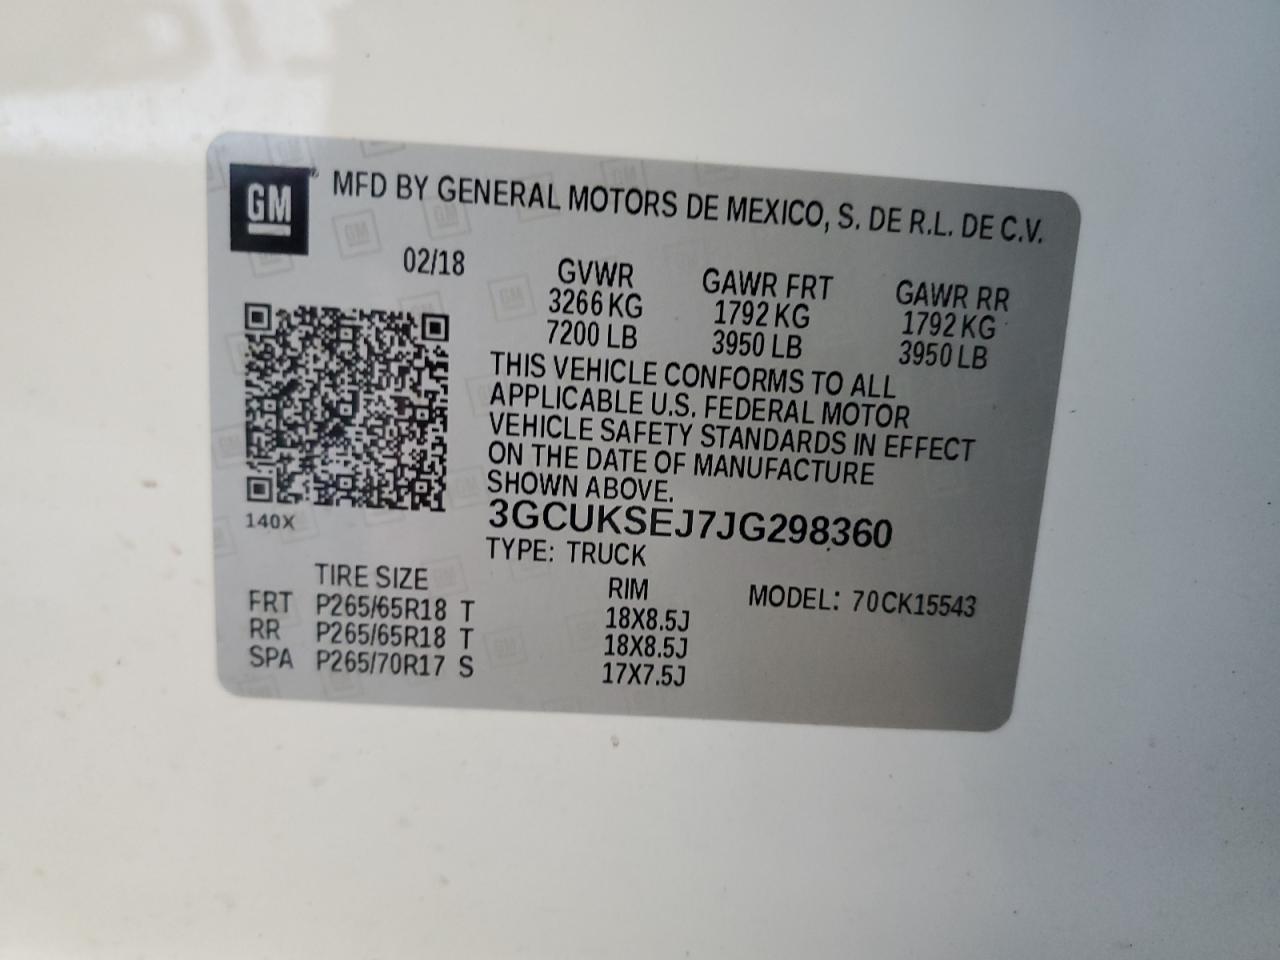 GM ® MFD BY GENERAL MOTORS DE MEXICO, S. DE R.L. DE C.V.
02/18 GVWR GAWR FRT GAWR RR
3266 KG 1792 KG 1792 KG
7200 LB 3950 LB 3950 LB
THIS VEHICLE CONFORMS TO ALL
APPLICABLE U.S. FEDERAL MOTOR
VEHICLE SAFETY STANDARDS IN EFFECT
ON THE DATE OF MANUFACTURE
SHOWN ABOVE.
140X 3GCUKSEJ7JG298360
TYPE: TRUCK
TIRE SIZE RIM MODEL: 70CK15543
FRT P265/65R18 T 18X8.5J
RR P265/65R18 T 18X8.5J
SPA P265/70R17 S 17X7.5J